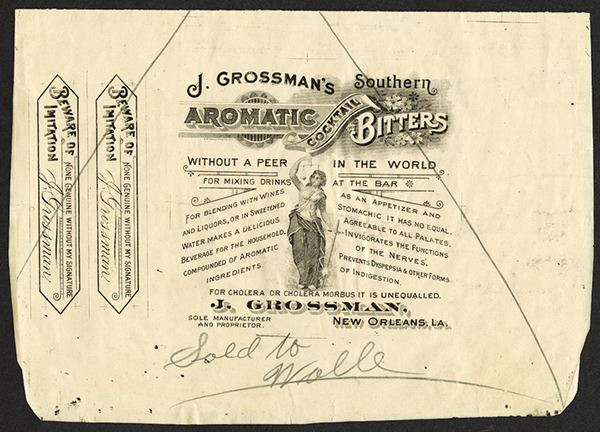 J. GROSSMAN'S Southern
AROMATIC COCKTAIL BITTERS
WITHOUT A PEER IN THE WORLD
FOR MIXING DRINKS AT THE BAR
FOR BLENDING WITH WINES
AND LIQUORS, OR IN SWEETENED
WATER MAKES A DELICIOUS
BEVERAGE FOR THE HOUSEHOLD.
COMPOUNDED OF AROMATIC
INGREDIENTS.
AS AN APPETIZER AND
STOMACHIC IT HAS NO EQUAL.
AGREEABLE TO ALL PALATES.
INVIGORATES THE FUNCTIONS
OF THE NERVES.
PREVENTS DYSPEPSIA & OTHER FORMS
OF INDIGESTION.
FOR CHOLERA OR CHOLERA MORBUS IT IS UNEQUALLED.
J. GROSSMAN,
SOLE MANUFACTURER
AND PROPRIETOR.
NEW ORLEANS, LA.
Sold to
Wolle
BEWARE OF
IMITATION
NONE GENUINE WITHOUT MY SIGNATURE
J. Grossman
BEWARE OF
IMITATION
NONE GENUINE WITHOUT MY SIGNATURE
J. Grossman